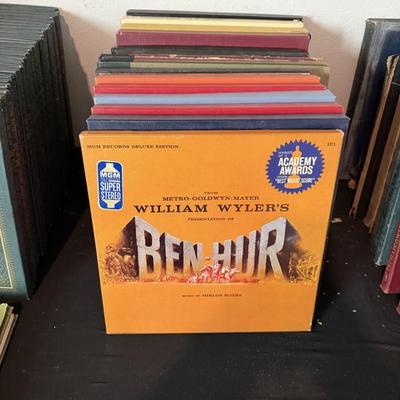 MGM RECORDS DELUXE EDITION
1E1
MGM
SUPER
STEREO
WINNER
ACADEMY
AWARDS
"BEST MUSIC SCORE"
FROM
METRO-GOLDWYN-MAYER
WILLIAM WYLER'S
PRESENTATION OF
BEN-HUR
MUSIC BY MIKLOS ROZSA